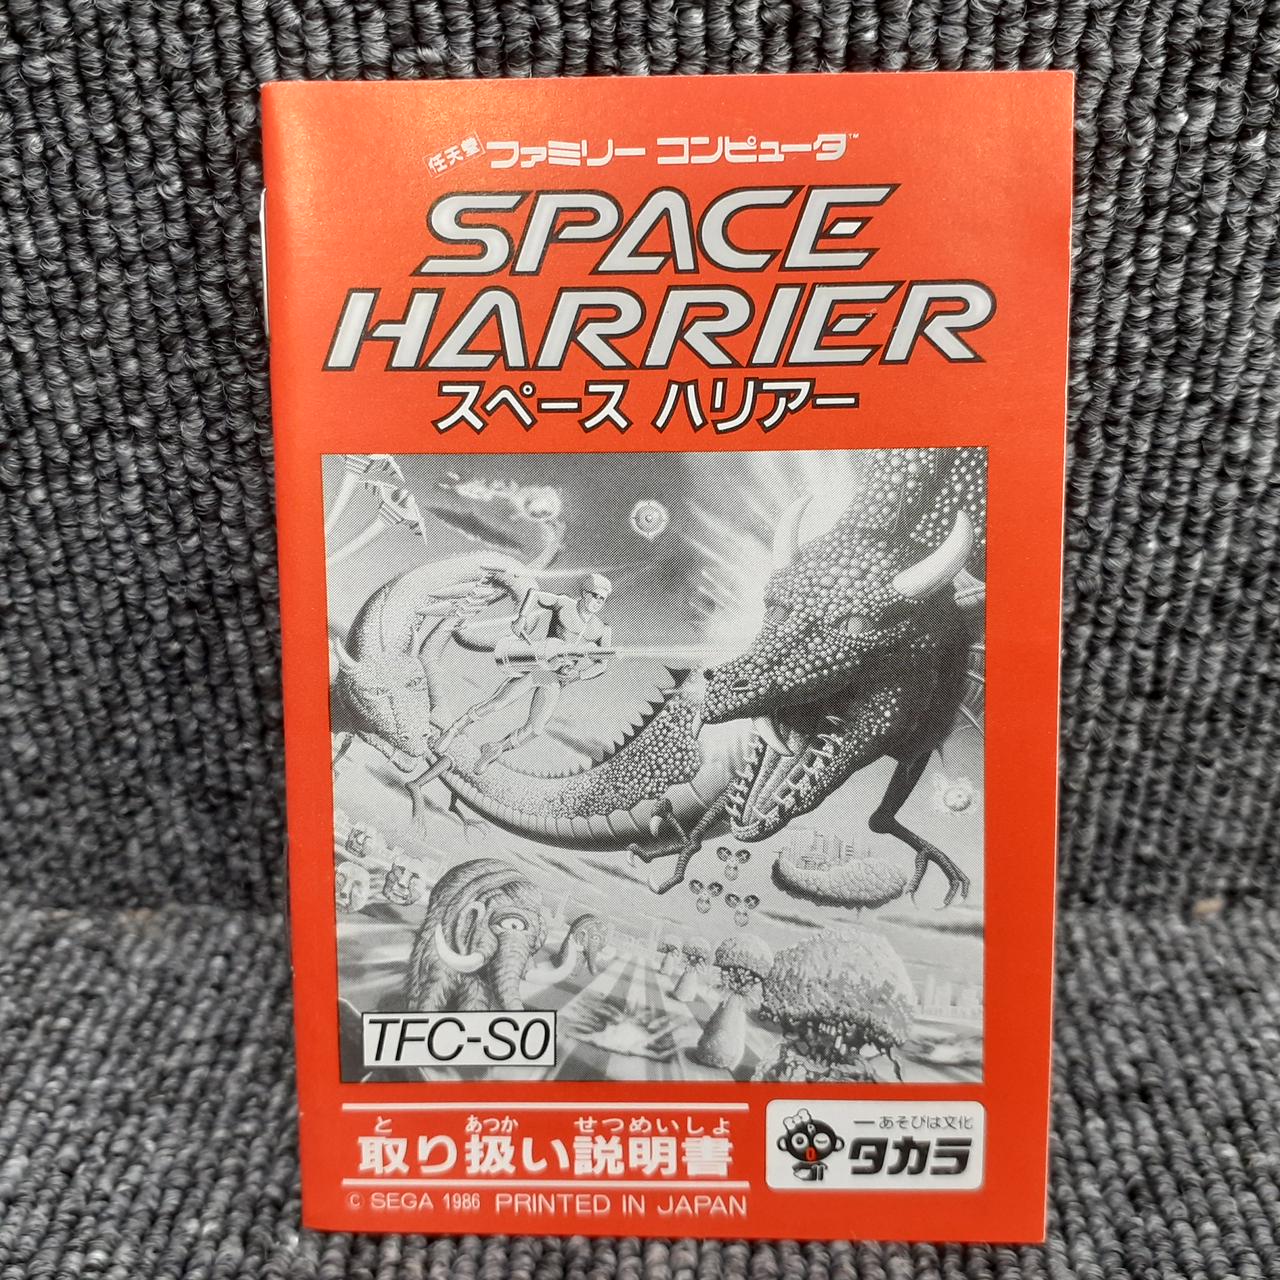 任天堂 ファミリー コンピュータ™
SPACE
HARRIER
スペース ハリアー
TFC-S0
と あつか せつめいしょ
取り扱い説明書
© SEGA 1986 PRINTED IN JAPAN
―あそびは文化
タカラ